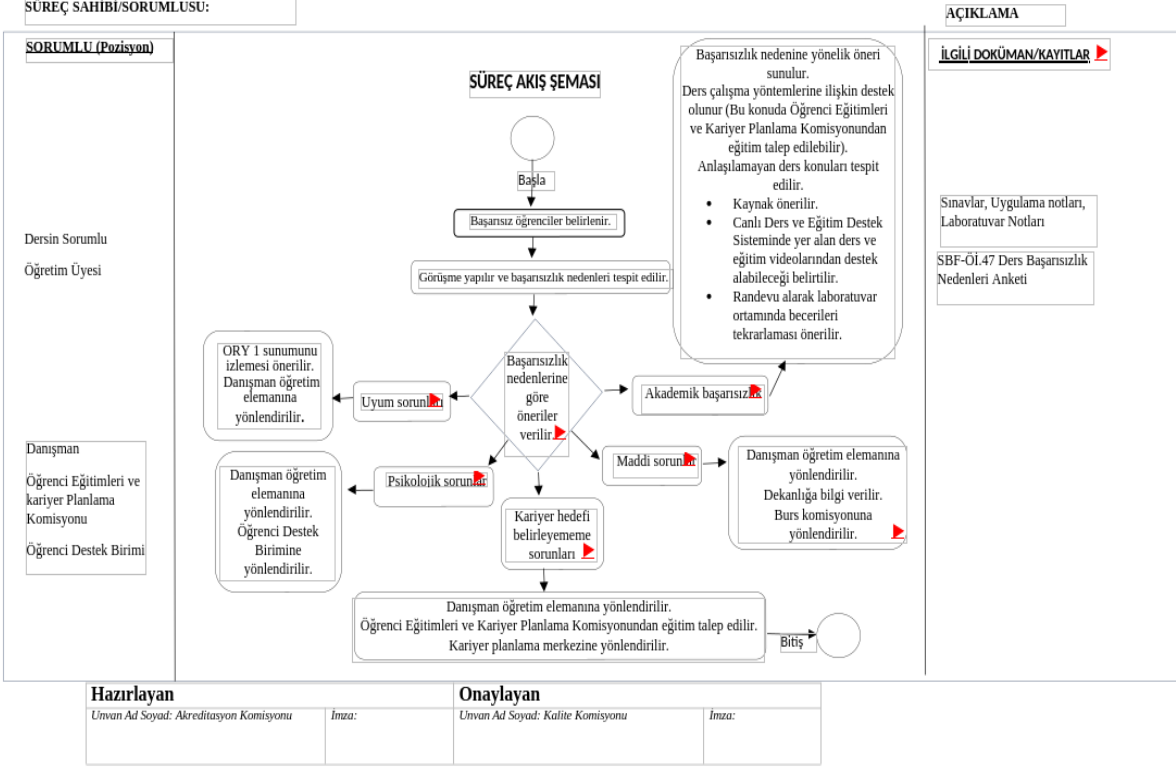 SÜREÇ SAHİBİ/SORUMLUSU:
AÇIKLAMA
SORUMLU (Pozisyon)
İLGİLİ DOKÜMAN/KAYITLAR
SÜREÇ AKIŞ ŞEMASI
Başla
Başarısız öğrenciler belirlenir.
Görüşme yapılır ve başarısızlık nedenleri tespit edilir.
Başarısızlık nedenine yönelik öneri
sunulur.
Ders çalışma yöntemlerine ilişkin destek
olunur (Bu konuda Öğrenci Eğitimleri
ve Kariyer Planlama Komisyonundan
eğitim talep edilebilir).
Anlaşılamayan ders konuları tespit
edilir.
• Kaynak önerilir.
• Canlı Ders ve Eğitim Destek
Sisteminde yer alan ders ve
eğitim videolarından destek
alabileceği belirtilir.
• Randevu alarak laboratuvar
ortamında becerileri
tekrarlaması önerilir.
Sınavlar, Uygulama notları,
Laboratuvar Notları
SBF-Öİ.47 Ders Başarısızlık
Nedenleri Anketi
Dersin Sorumlu
Öğretim Üyesi
ORY 1 sunumunu
izlemesi önerilir.
Danışman öğretim
elemanına
yönlendirilir.
Uyum sorunları
Başarısızlık
nedenlerine
göre
öneriler
verilir
Akademik başarısızlık
Danışman
Öğrenci Eğitimleri ve
kariyer Planlama
Komisyonu
Öğrenci Destek Birimi
Danışman öğretim
elemanına
yönlendirilir.
Öğrenci Destek
Birimine
yönlendirilir.
Psikolojik sorunlar
Kariyer hedefi
belirleyememe
sorunları
Maddi sorunlar
Danışman öğretim elemanına
yönlendirilir.
Dekanlığa bilgi verilir.
Burs komisyonuna
yönlendirilir.
Danışman öğretim elemanına yönlendirilir.
Öğrenci Eğitimleri ve Kariyer Planlama Komisyonundan eğitim talep edilir.
Kariyer planlama merkezine yönlendirilir.
Bitiş
Hazırlayan
Onaylayan
Unvan Ad Soyad: Akreditasyon Komisyonu
İmza:
Unvan Ad Soyad: Kalite Komisyonu
İmza: